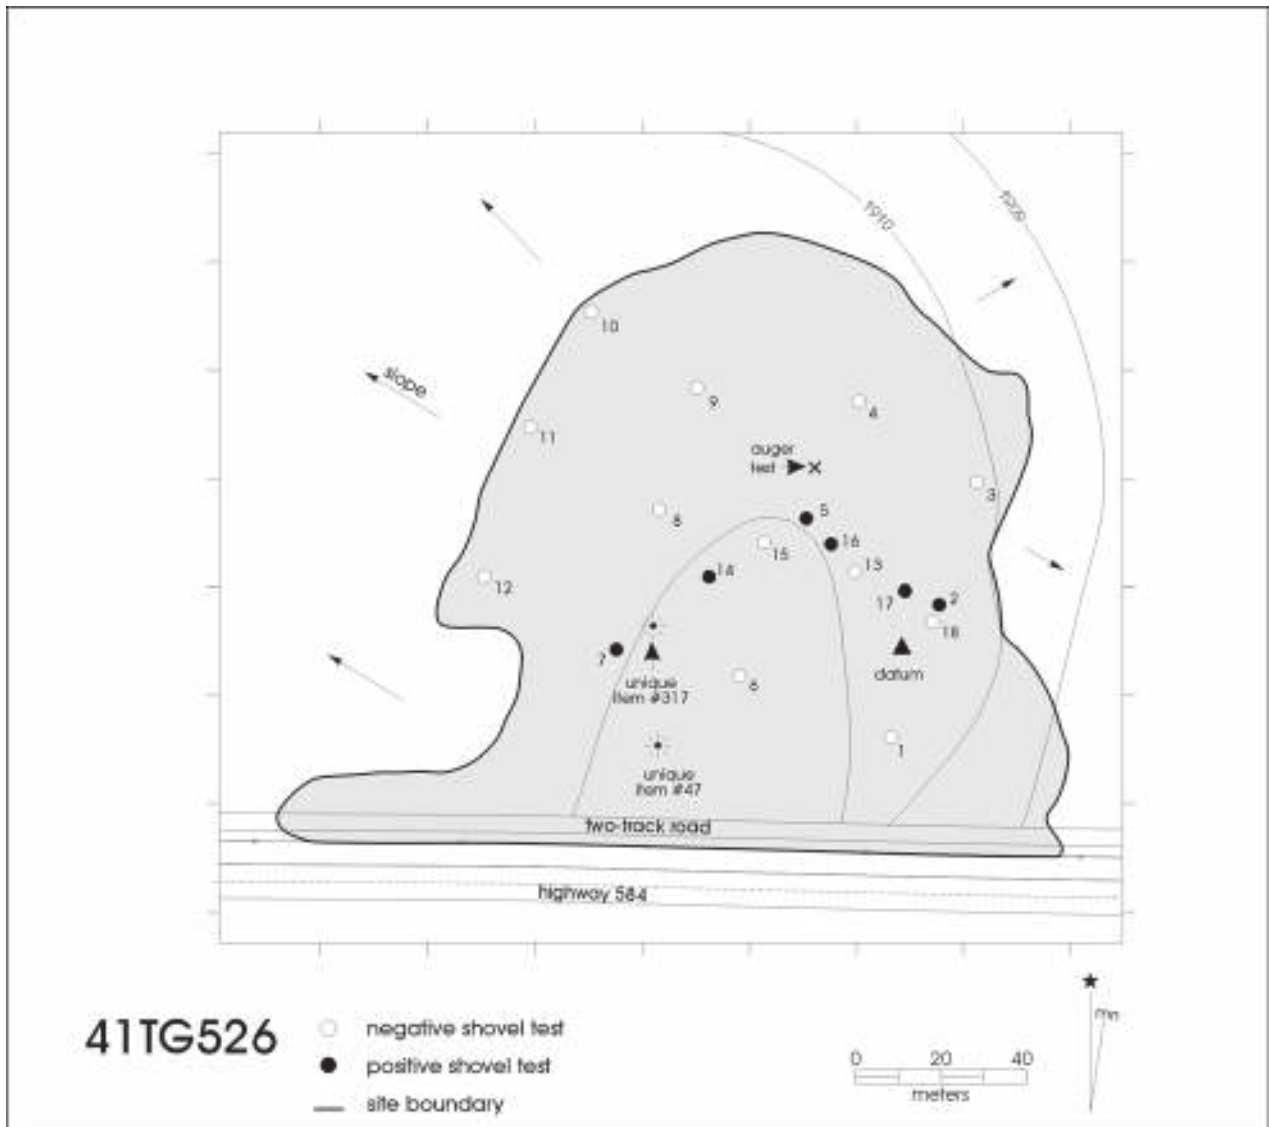 1910
1909
10
slope
9
4
11
auger
test
3
8
5
16
15
13
14
12
17
2
18
7
datum
unique
item #317
6
1
unique
item #47
two-track road
highway 584
mn
41TG526
negative shovel test
positive shovel test
site boundary
0 20 40
meters